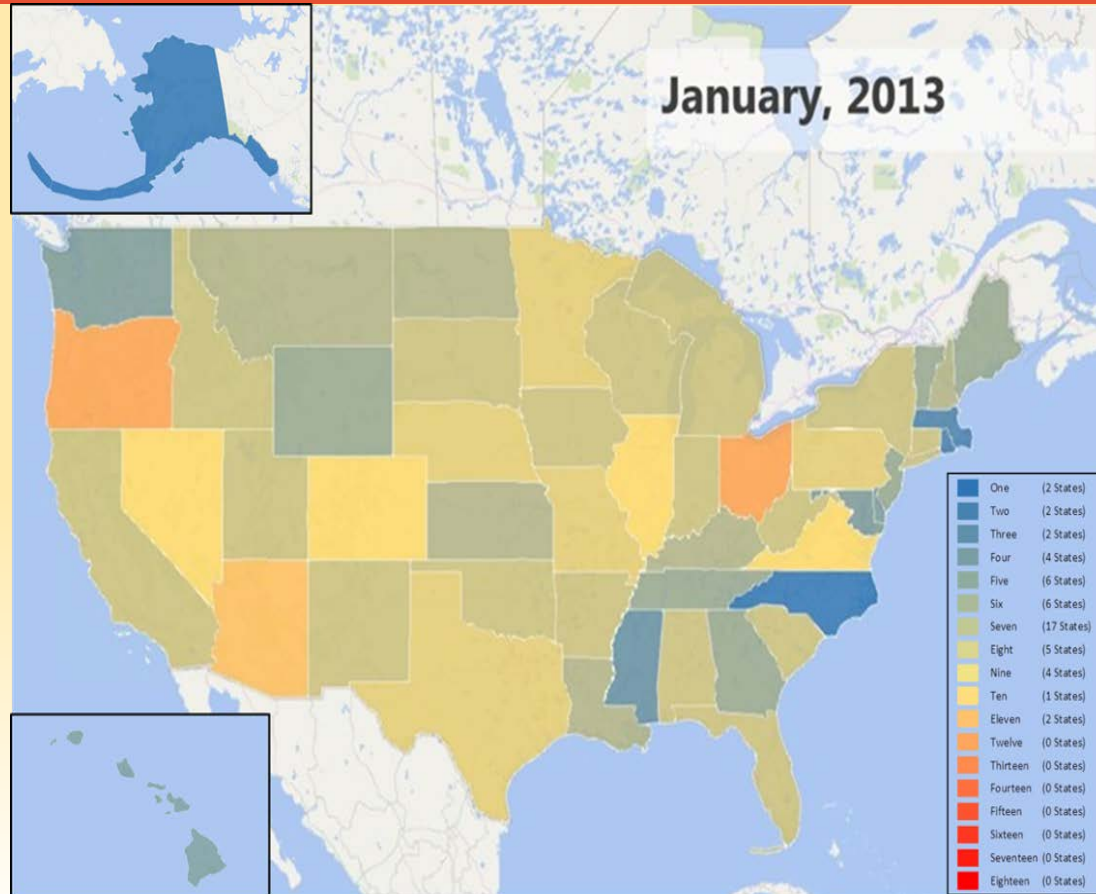 January, 2013
One (2 States)
Two (2 States)
Three (2 States)
Four (4 States)
Five (6 States)
Six (6 States)
Seven (17 States)
Eight (5 States)
Nine (4 States)
Ten (1 States)
Eleven (2 States)
Twelve (0 States)
Thirteen (0 States)
Fourteen (0 States)
Fifteen (0 States)
Sixteen (0 States)
Seventeen (0 States)
Eighteen (0 States)